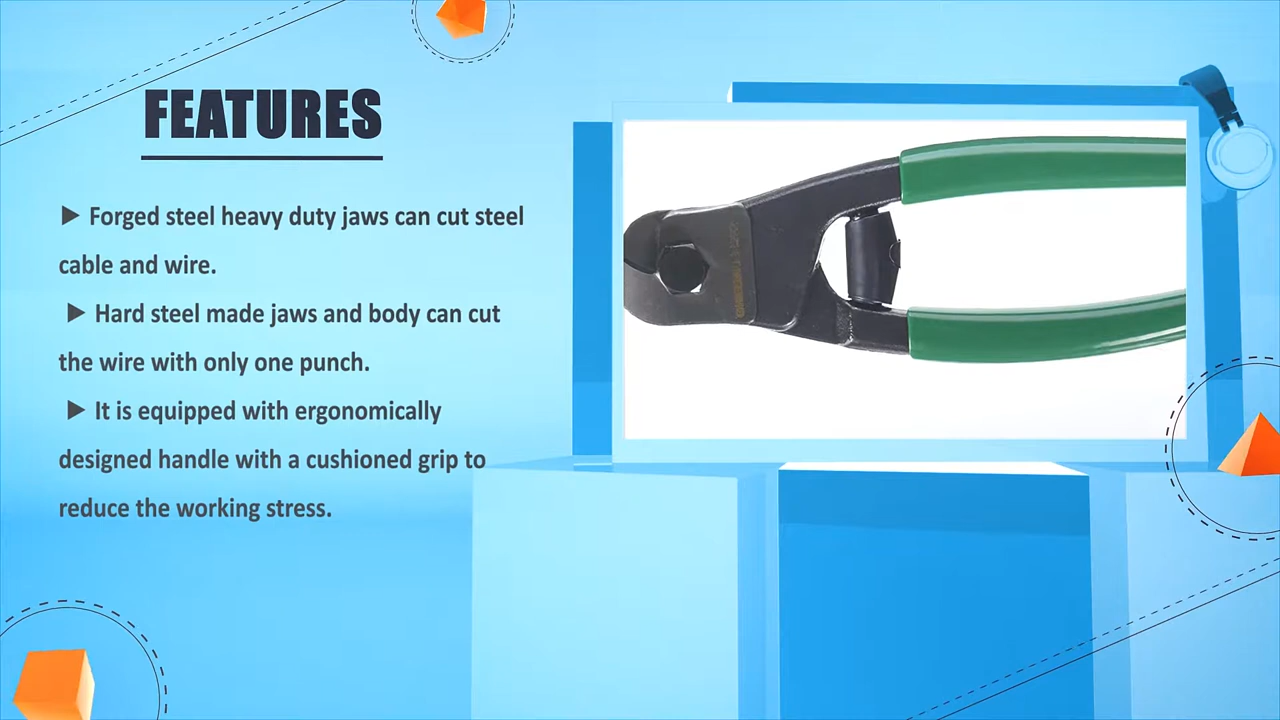 FEATURES
► Forged steel heavy duty jaws can cut steel
cable and wire.
► Hard steel made jaws and body can cut
the wire with only one punch.
► It is equipped with ergonomically
designed handle with a cushioned grip to
reduce the working stress.